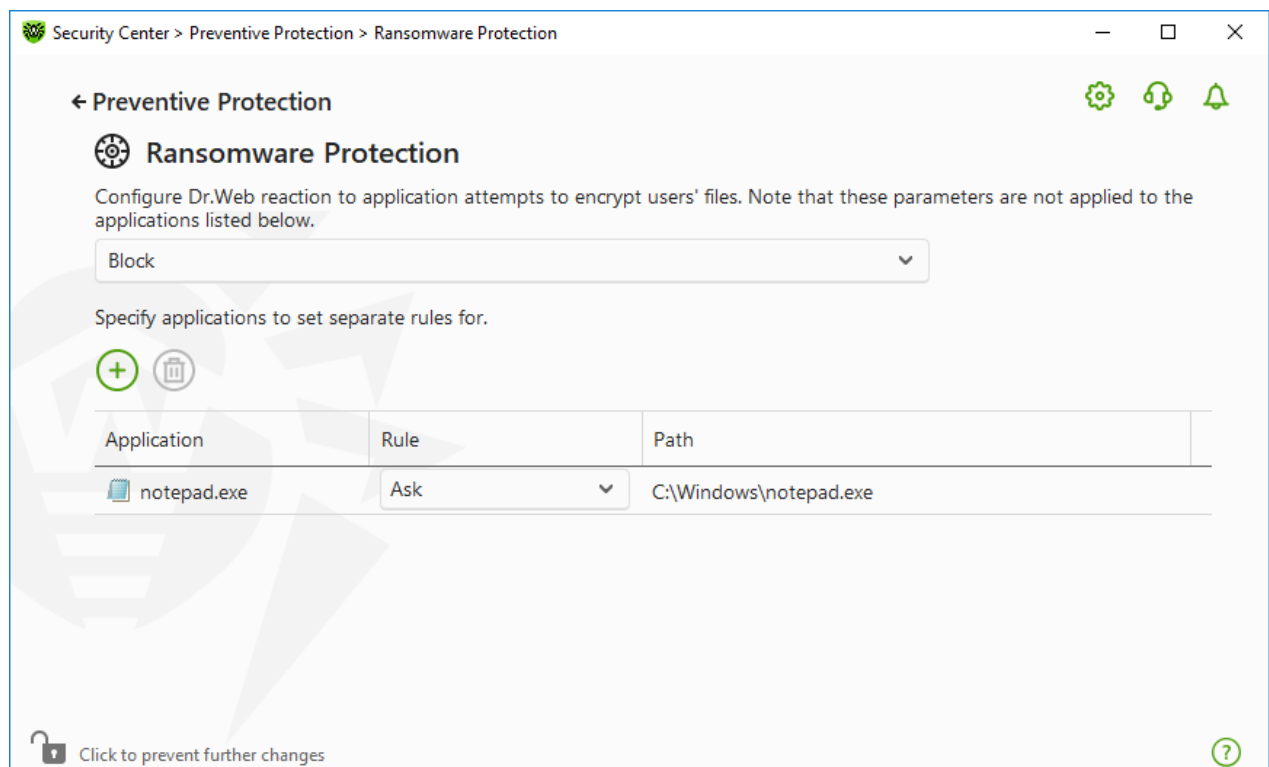 Security Center > Preventive Protection > Ransomware Protection
Preventive Protection
Ransomware Protection
Configure Dr.Web reaction to application attempts to encrypt users' files. Note that these parameters are not applied to the
applications listed below.
Block
Specify applications to set separate rules for.
Application Rule Path
notepad.exe Ask C:\Windows\notepad.exe
Click to prevent further changes